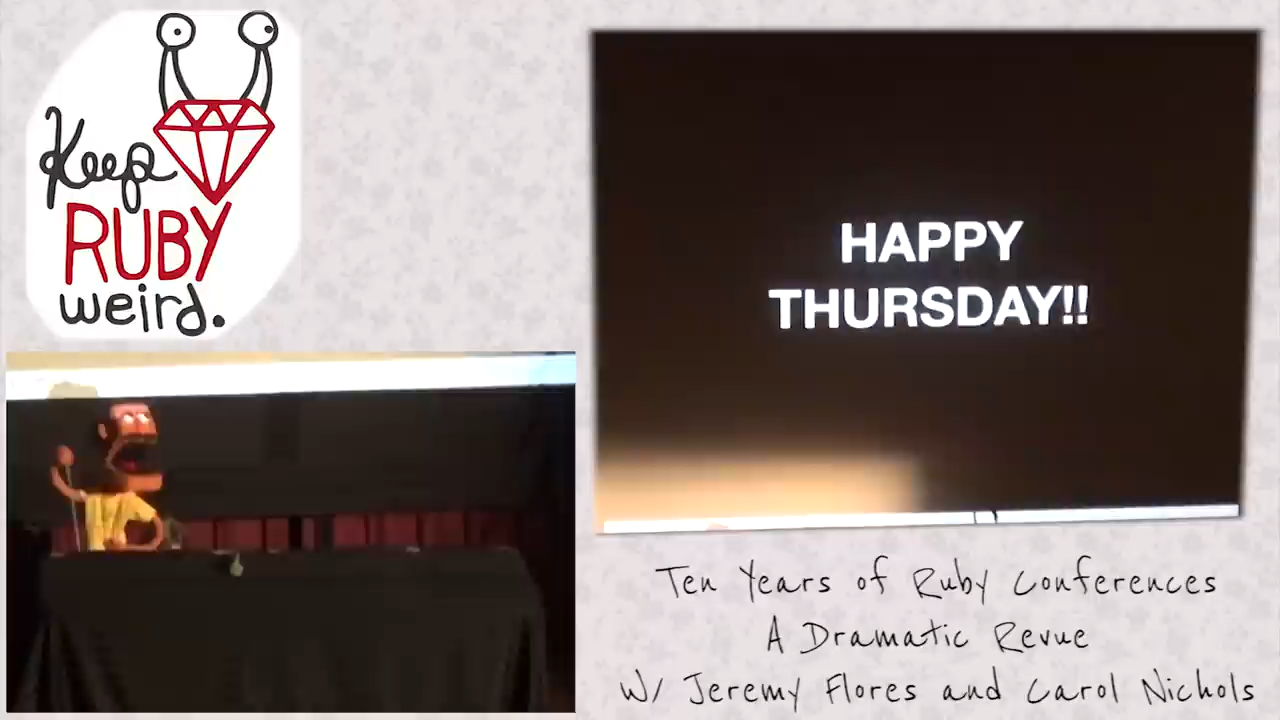 Keep
RUBY
weird.
HAPPY
THURSDAY!!
Ten Years of Ruby Conferences
A Dramatic Revue
W/ Jeremy Flores and Carol Nichols